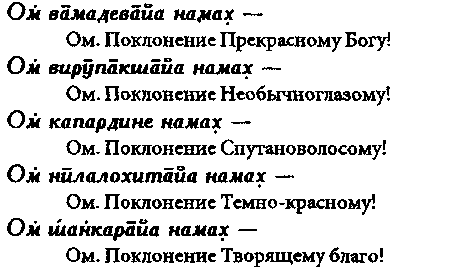 Ом̇ ва̄мадева̄йа намах̣ —
Ом. Поклонение Прекрасному Богу!
Ом̇ вирӯпа̄кша̄йа намах̣ —
Ом. Поклонение Необычноглазому!
Ом̇ капардине намах̣ —
Ом. Поклонение Спутановолосому!
Ом̇ нӣлалохита̄йа намах̣ —
Ом. Поклонение Темно-красному!
Ом̇ ш́ан̇кара̄йа намах̣ —
Ом. Поклонение Творящему благо!